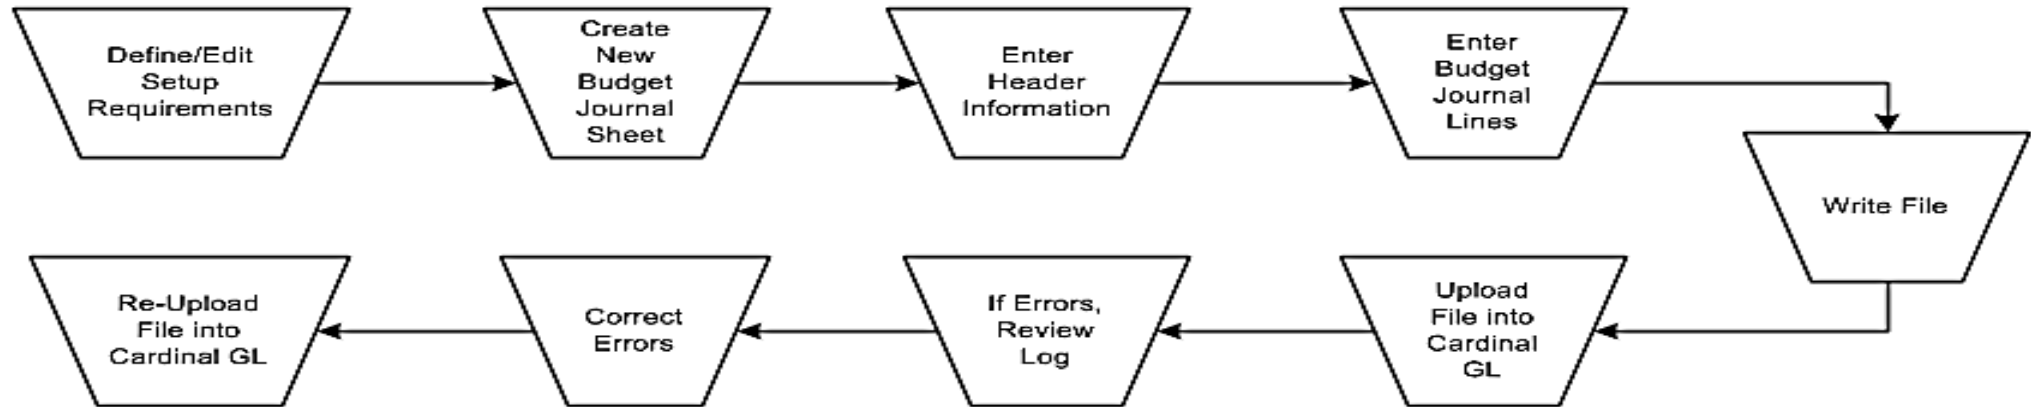 Define/Edit
Setup
Requirements
Create
New
Budget
Journal
Sheet
Enter
Header
Information
Enter
Budget
Journal
Lines
Write File
Upload
File into
Cardinal
GL
If Errors,
Review
Log
Correct
Errors
Re-Upload
File into
Cardinal GL